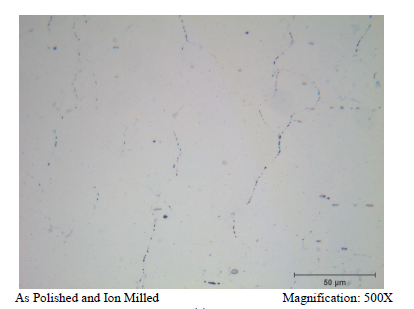 50 µm
As Polished and Ion Milled Magnification: 500X